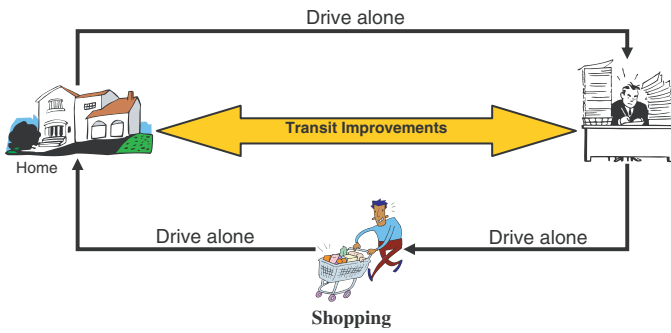 Drive alone
Transit Improvements
Home
Drive alone
Drive alone
Shopping